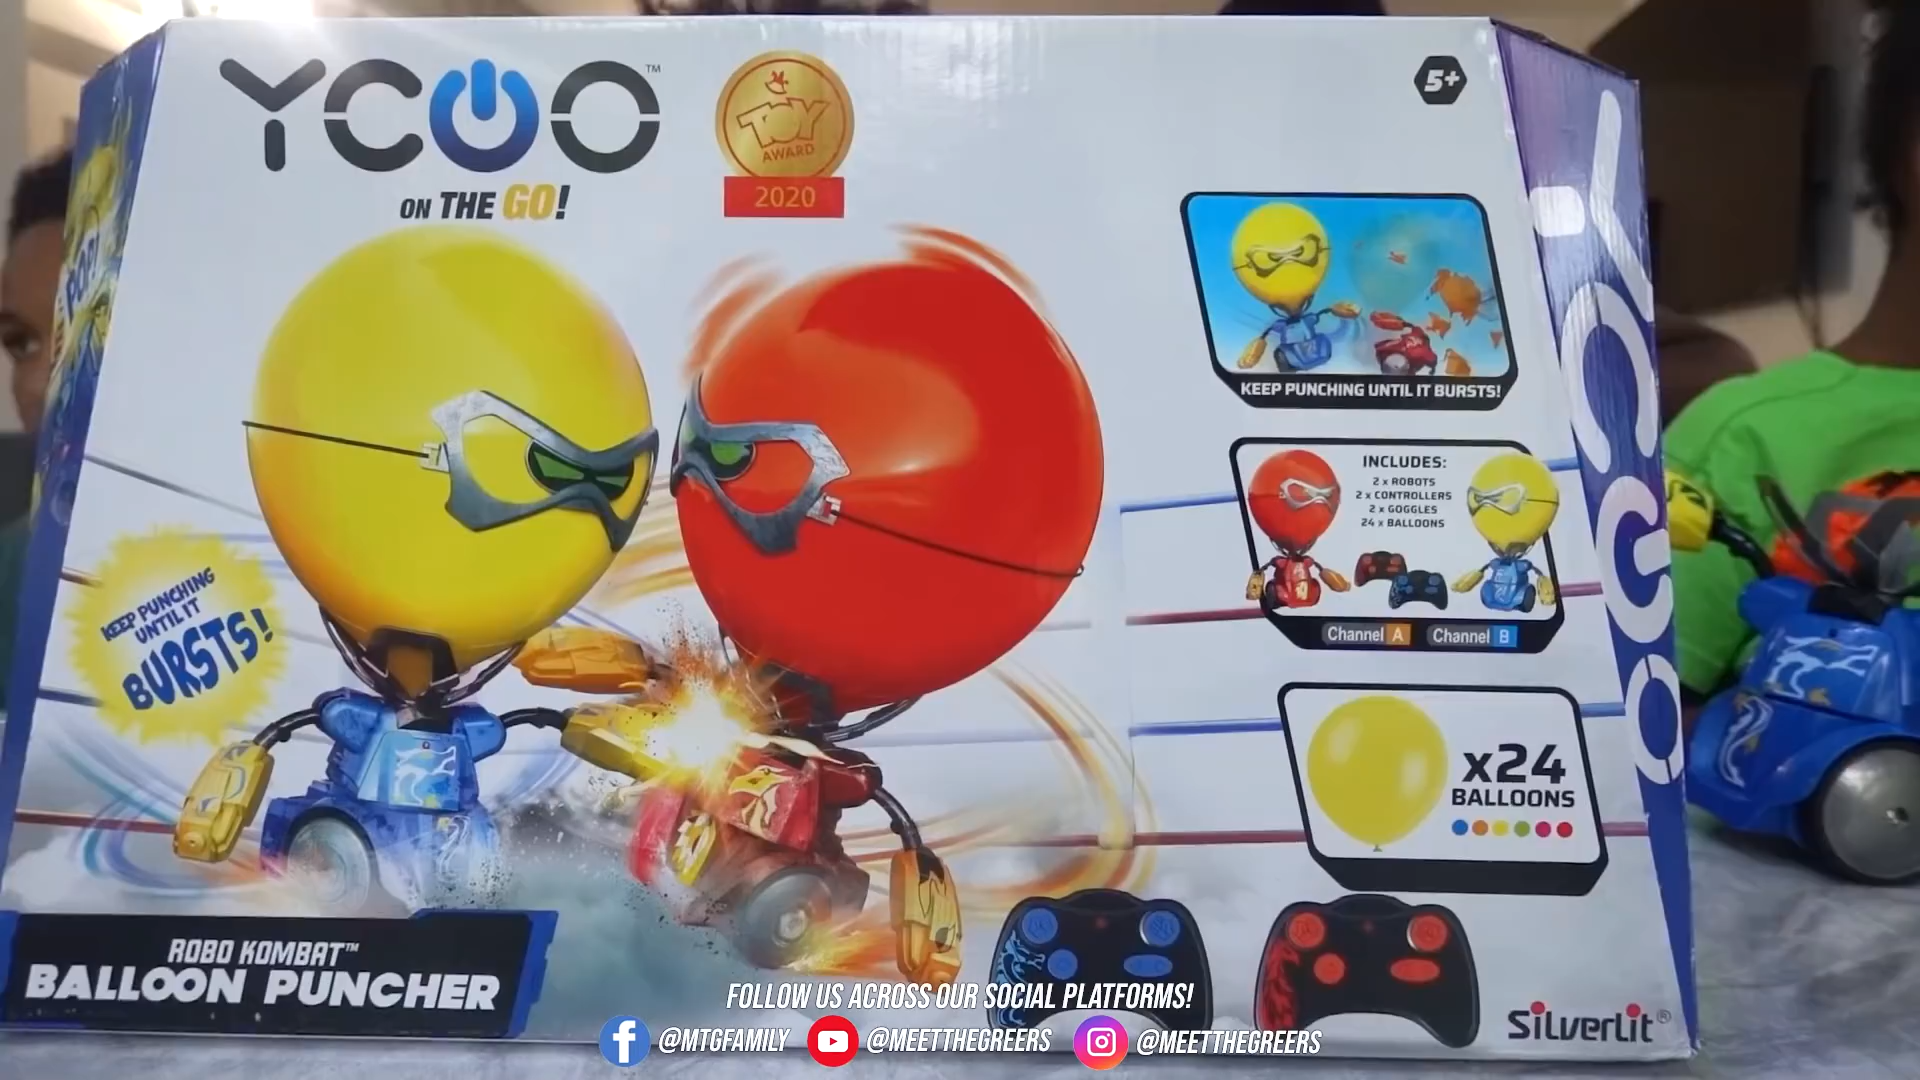 YCOO™
ON THE GO!
TOY
AWARD
2020
5+
POP!
KEEP PUNCHING UNTIL IT BURSTS!
INCLUDES:
2 x ROBOTS
2 x CONTROLLERS
2 x GOGGLES
24 x BALLOONS
Channel A
Channel B
KEEP PUNCHING
UNTIL IT
BURSTS!
x24
BALLOONS
YCOO
ROBO KOMBAT™
BALLOON PUNCHER
Silverlit®
FOLLOW US ACROSS OUR SOCIAL PLATFORMS!
@MTGFAMILY
@MEETTHEGREERS
@MEETTHEGREERS